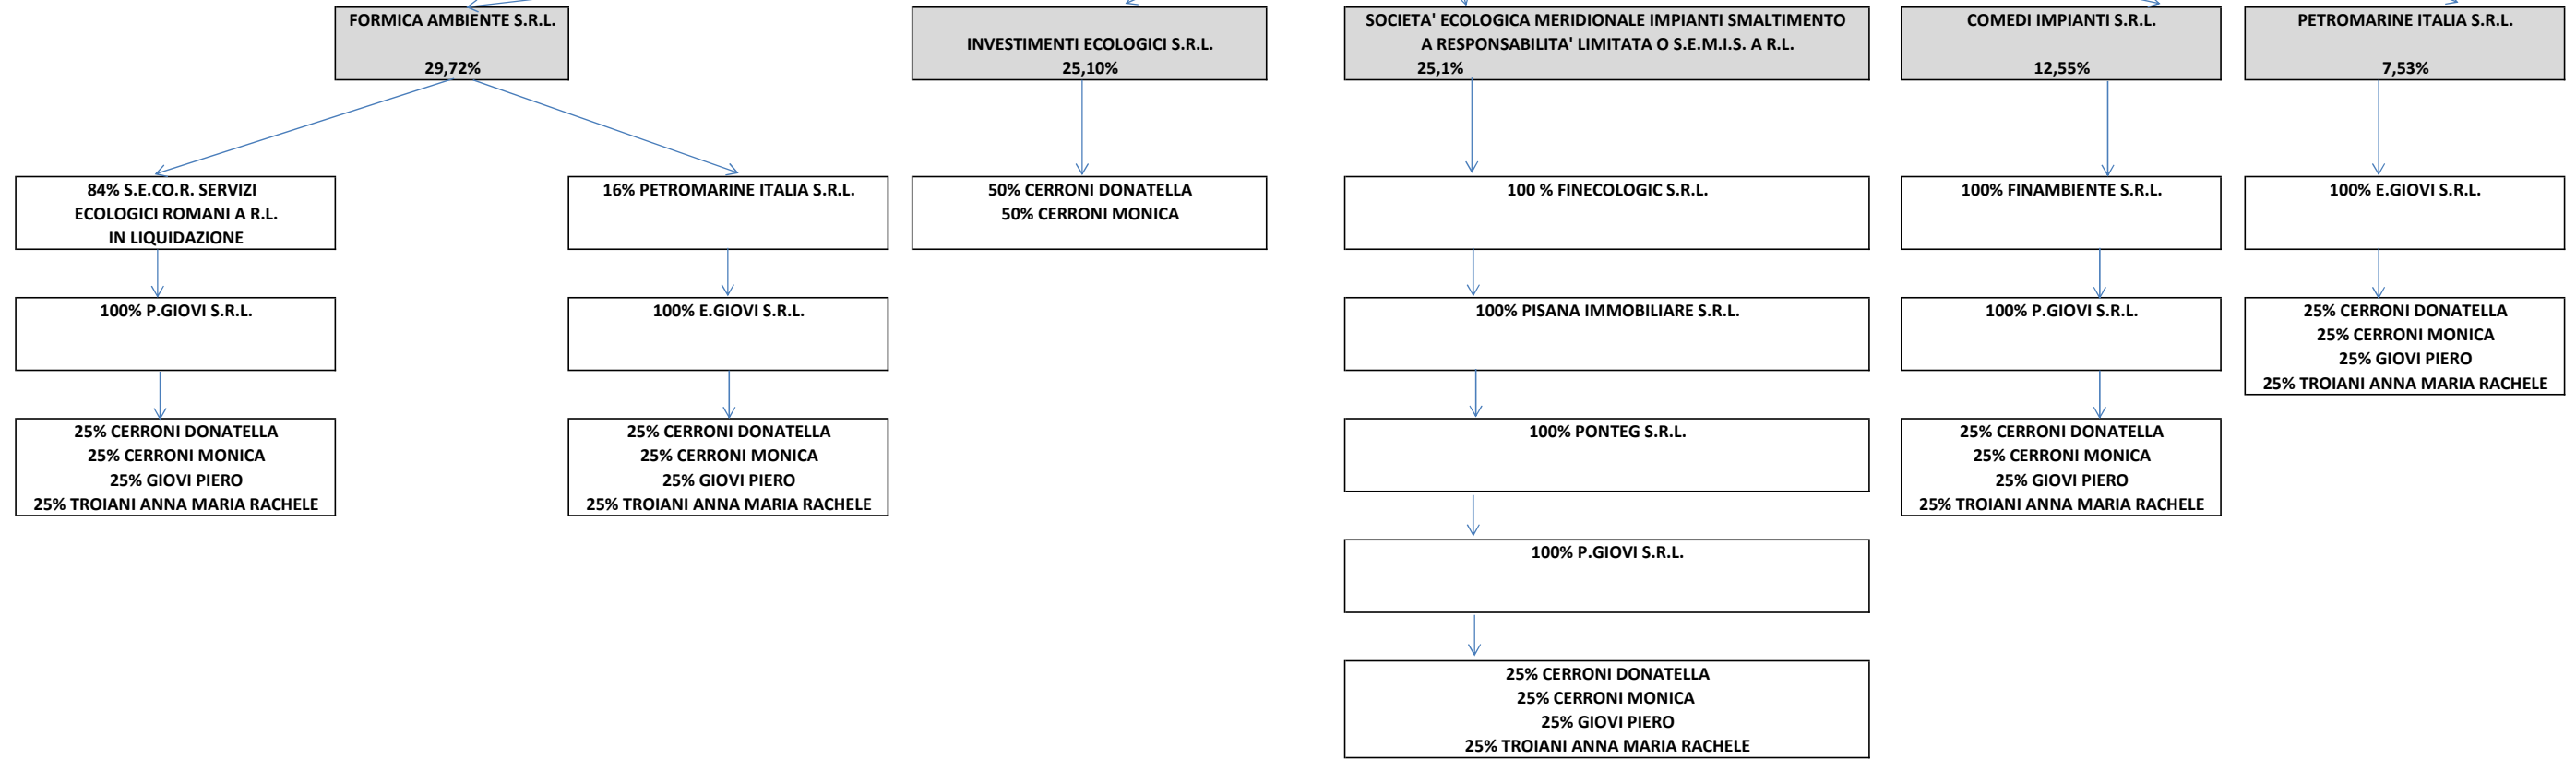 FORMICA AMBIENTE S.R.L.
29,72%
INVESTIMENTI ECOLOGICI S.R.L.
25,10%
SOCIETA' ECOLOGICA MERIDIONALE IMPIANTI SMALTIMENTO
A RESPONSABILITA' LIMITATA O S.E.M.I.S. A R.L.
25,1%
COMEDI IMPIANTI S.R.L.
12,55%
PETROMARINE ITALIA S.R.L.
7,53%
84% S.E.CO.R. SERVIZI
ECOLOGICI ROMANI A R.L.
IN LIQUIDAZIONE
16% PETROMARINE ITALIA S.R.L.
50% CERRONI DONATELLA
50% CERRONI MONICA
100 % FINECOLOGIC S.R.L.
100% FINAMBIENTE S.R.L.
100% E.GIOVI S.R.L.
100% P.GIOVI S.R.L.
100% E.GIOVI S.R.L.
100% PISANA IMMOBILIARE S.R.L.
100% P.GIOVI S.R.L.
25% CERRONI DONATELLA
25% CERRONI MONICA
25% GIOVI PIERO
25% TROIANI ANNA MARIA RACHELE
25% CERRONI DONATELLA
25% CERRONI MONICA
25% GIOVI PIERO
25% TROIANI ANNA MARIA RACHELE
25% CERRONI DONATELLA
25% CERRONI MONICA
25% GIOVI PIERO
25% TROIANI ANNA MARIA RACHELE
100% PONTEG S.R.L.
25% CERRONI DONATELLA
25% CERRONI MONICA
25% GIOVI PIERO
25% TROIANI ANNA MARIA RACHELE
100% P.GIOVI S.R.L.
25% CERRONI DONATELLA
25% CERRONI MONICA
25% GIOVI PIERO
25% TROIANI ANNA MARIA RACHELE